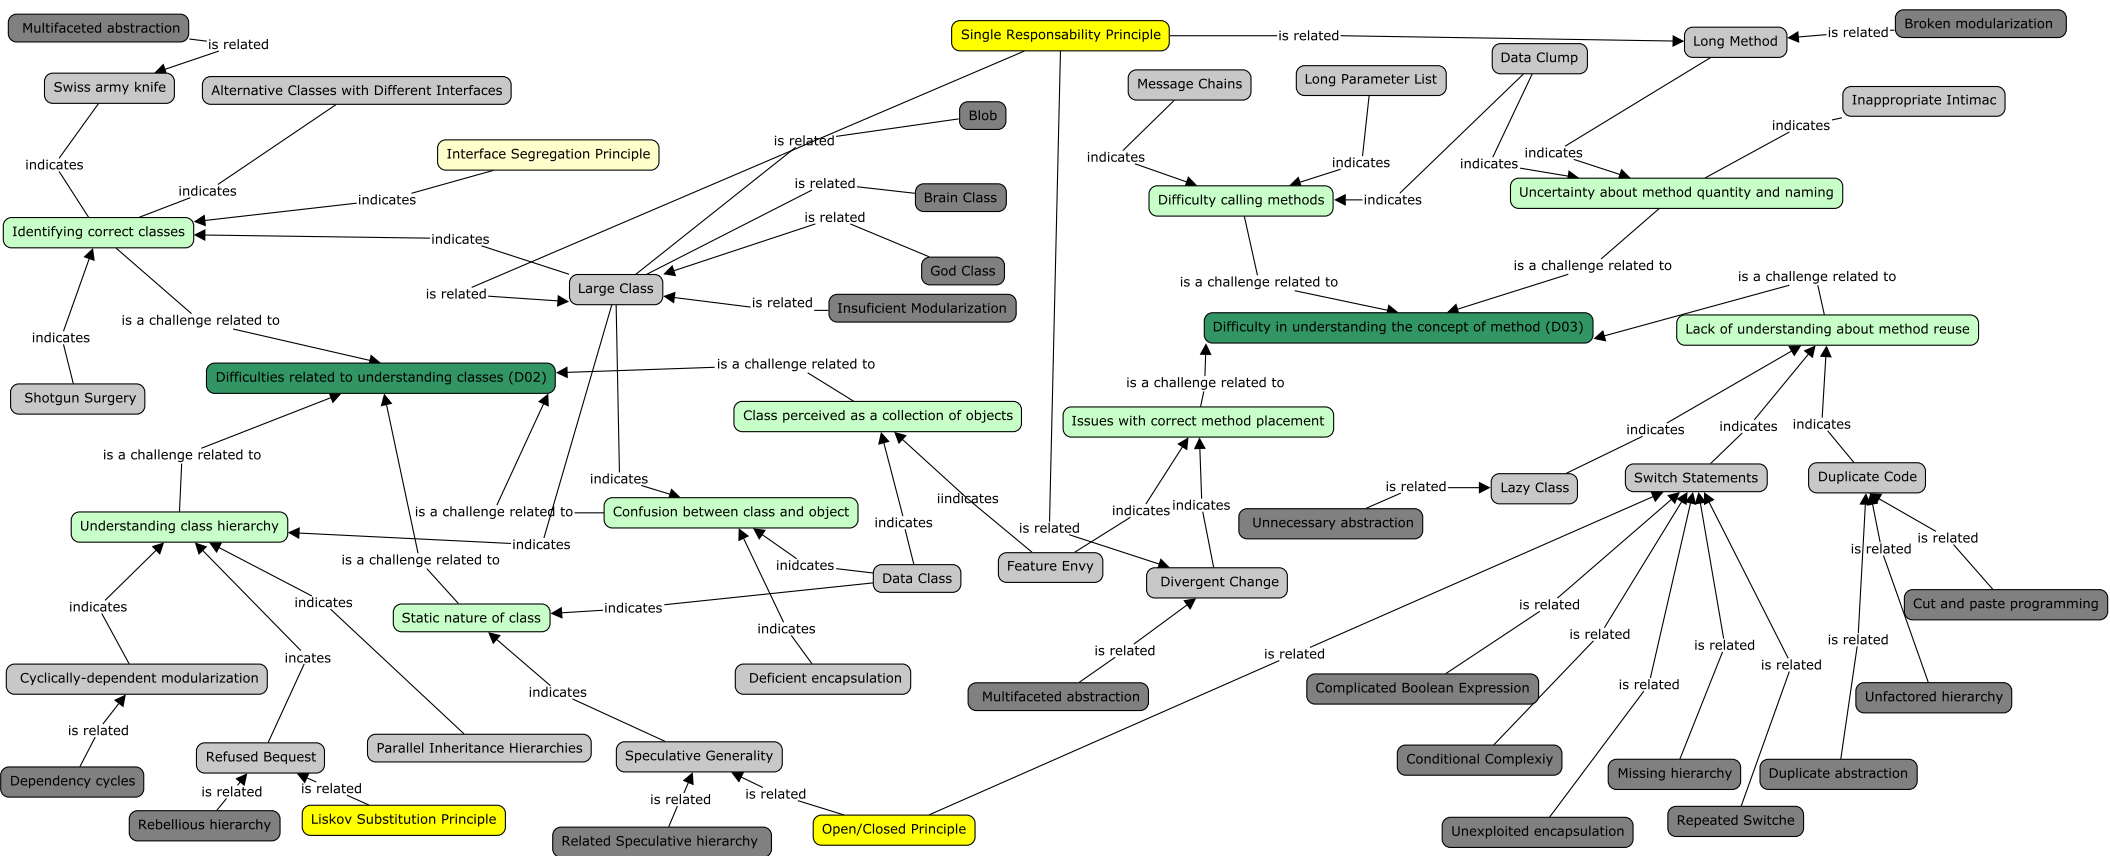 Multifaceted abstraction
is related
Single Responsability Principle
is related
Long Method
is related
Broken modularization
Swiss army knife
Alternative Classes with Different Interfaces
Message Chains
Long Parameter List
Data Clump
Inappropriate Intimac
Blob
is related
indicates
Interface Segregation Principle
indicates
indicates
indicates
indicates
indicates
indicates
indicates
is related
Brain Class
Difficulty calling methods
indicates
Uncertainty about method quantity and naming
indicates
is related
Identifying correct classes
indicates
God Class
is related
Large Class
is related
Insuficient Modularization
is a challenge related to
is a challenge related to
is a challenge related to
is a challenge related to
indicates
Difficulty in understanding the concept of method (D03)
Lack of understanding about method reuse
Shotgun Surgery
Difficulties related to understanding classes (D02)
is a challenge related to
is a challenge related to
Class perceived as a collection of objects
Issues with correct method placement
indicates
indicates
indicates
is a challenge related to
indicates
Lazy Class
Switch Statements
Duplicate Code
is related
Unnecessary abstraction
Understanding class hierarchy
is a challenge related to
Confusion between class and object
iindicates
indicates
indicates
indicates
is related
indicates
is a challenge related to
inidcates
Data Class
Feature Envy
Divergent Change
is related
is related
Cut and paste programming
indicates
indicates
Static nature of class
indicates
indicates
is related
is related
is related
is related
is related
incates
Cyclically-dependent modularization
Deficient encapsulation
is related
is related
is related
is related
Multifaceted abstraction
Complicated Boolean Expression
Unfactored hierarchy
indicates
is related
Refused Bequest
Parallel Inheritance Hierarchies
Speculative Generality
Conditional Complexiy
Missing hierarchy
Duplicate abstraction
Dependency cycles
is related
is related
is related
is related
Rebellious hierarchy
Liskov Substitution Principle
Related Speculative hierarchy
Open/Closed Principle
Unexploited encapsulation
Repeated Switche